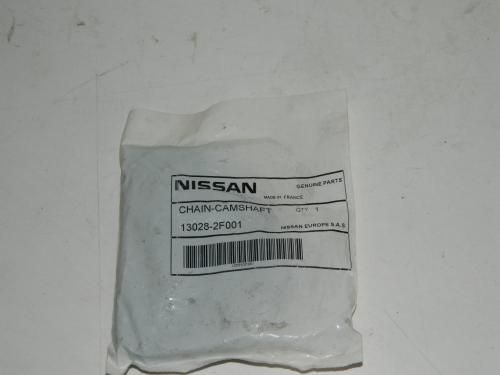 NISSAN GENUINE PARTS
MADE IN FRANCE
CHAIN-CAMSHAFT QTY 1
13028-2F001 NISSAN EUROPE S.A.S